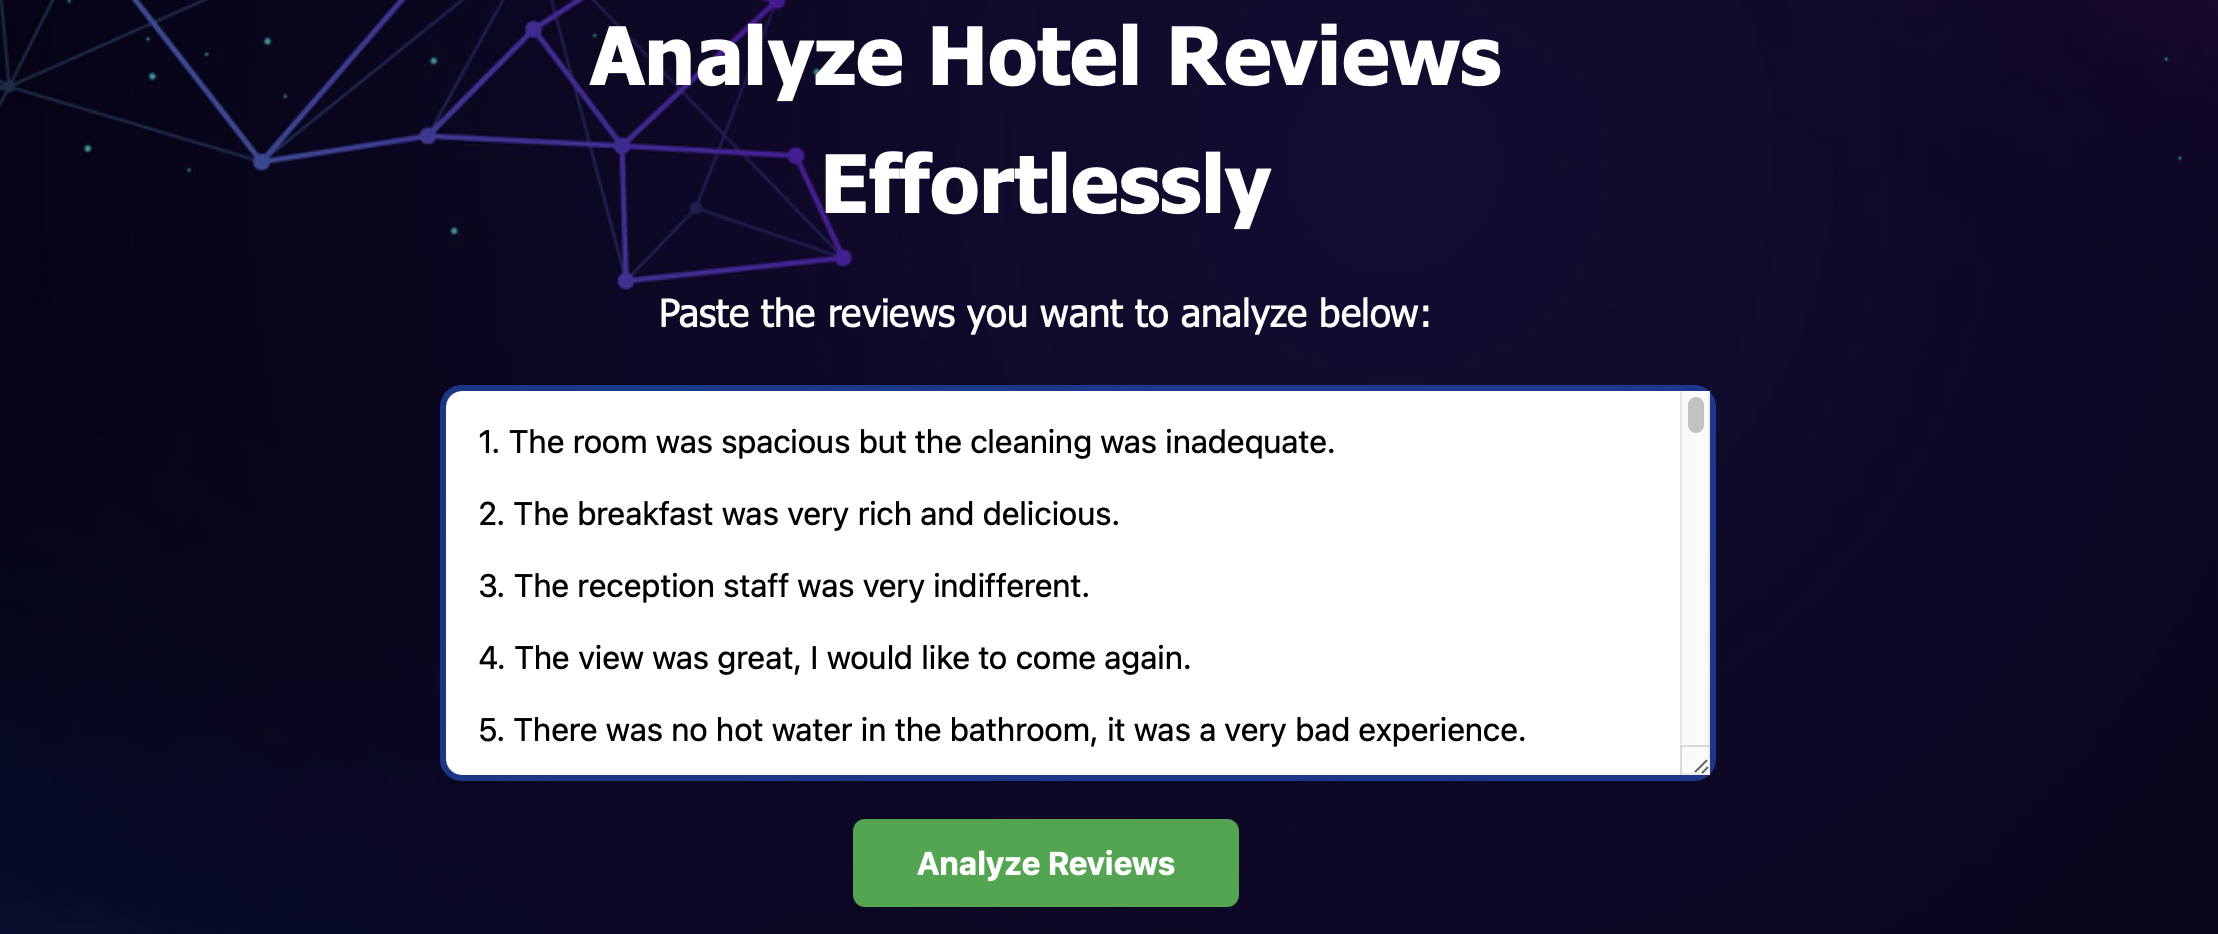 Analyze Hotel Reviews
Effortlessly
Paste the reviews you want to analyze below:
1. The room was spacious but the cleaning was inadequate.
2. The breakfast was very rich and delicious.
3. The reception staff was very indifferent.
4. The view was great, I would like to come again.
5. There was no hot water in the bathroom, it was a very bad experience.
Analyze Reviews